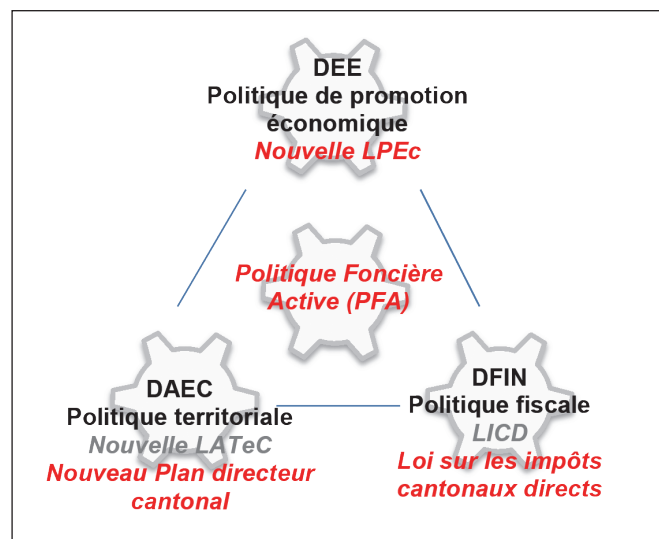 DEE
Politique de promotion
économique
Nouvelle LPEc
Politique Foncière
Active (PFA)
DAEC
Politique territoriale
Nouvelle LATeC
Nouveau Plan directeur
cantonal
DFIN
Politique fiscale
LICD
Loi sur les impôts
cantonaux directs